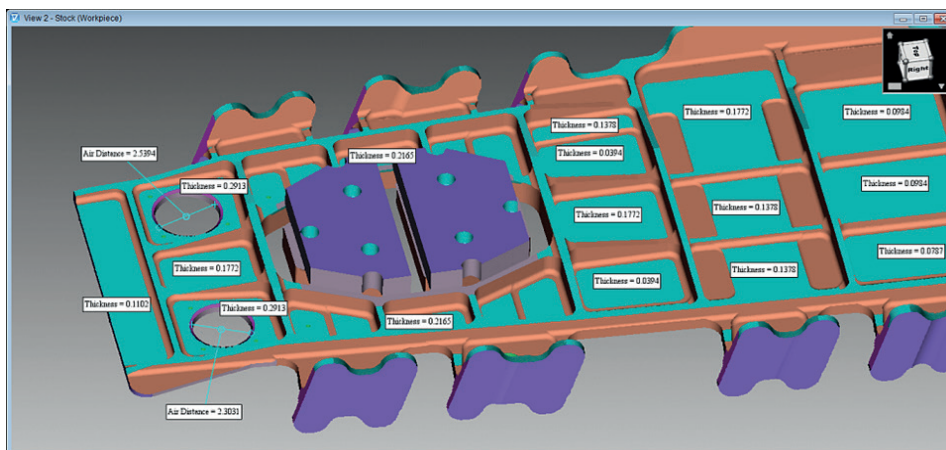 View 2 - Stock (Workpiece)
Top
Right
Thickness = 0.1772
Thickness = 0.0984
Thickness = 0.1378
Air Distance = 2.5394
Thickness = 0.2165
Thickness = 0.0394
Thickness = 0.2913
Thickness = 0.0984
Thickness = 0.1378
Thickness = 0.1772
Thickness = 0.0787
Thickness = 0.1772
Thickness = 0.1378
Thickness = 0.0394
Thickness = 0.1102
Thickness = 0.2913
Thickness = 0.2165
Air Distance = 2.3031